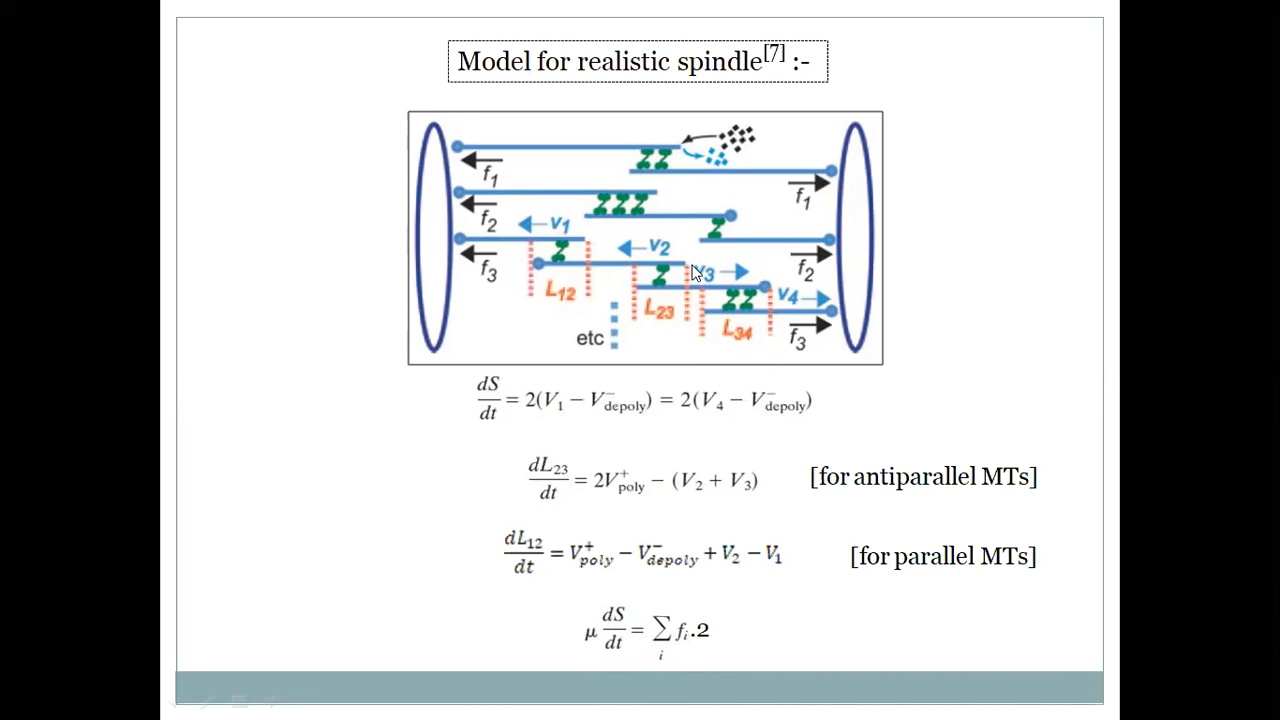 Model for realistic spindle[7] :-
f1
f1
f2
v1
v2
f3
v3
f2
L12
L23
v4
L34
f3
etc
dS/dt = 2(V1 − V−depoly) = 2(V4 − V−depoly)
dL23/dt = 2V+poly − (V2 + V3) [for antiparallel MTs]
dL12/dt = V+poly − V−depoly + V2 − V1 [for parallel MTs]
μ dS/dt = ∑i fi.2